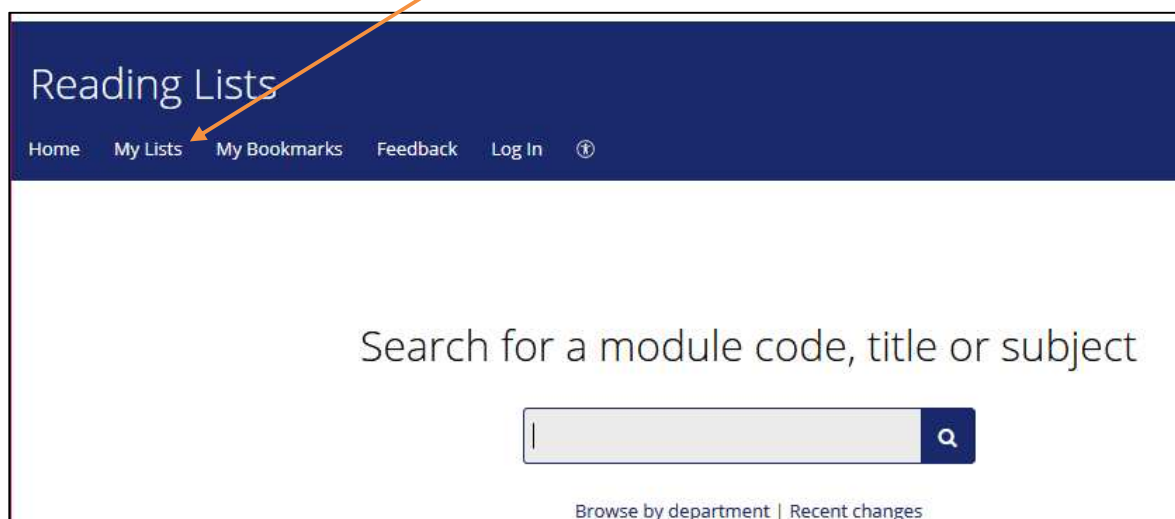 Reading Lists
Home My Lists My Bookmarks Feedback Log In
Search for a module code, title or subject
Browse by department | Recent changes